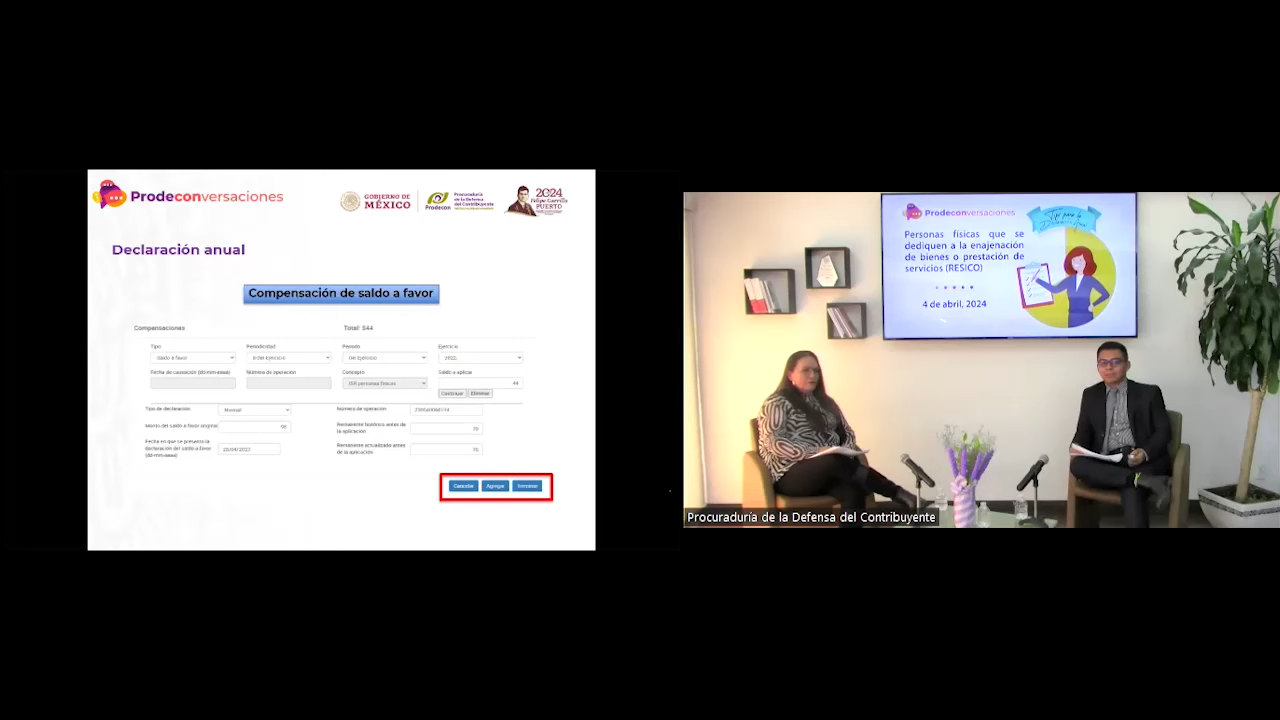 Prodeconversaciones
GOBIERNO DE
MÉXICO
Prodecon
Procuraduría
de la Defensa
del Contribuyente
2024
Felipe Carrillo
PUERTO
Declaración anual
Compensación de saldo a favor
Compensaciones
Total: $44
Tipo
Periodicidad
Periodo
Ejercicio
Saldo a favor
Del Ejercicio
2022
Fecha de causación (dd-mm-aaaa)
Número de operación
Concepto
Saldo a aplicar
ISR personas físicas
44
Continuar
Eliminar
Tipo de declaración
Normal
Número de operación
Monto del saldo a favor original
Remanente histórico antes de
la aplicación
Fecha en que se presentó la
declaración del saldo a favor
(dd-mm-aaaa)
Remanente actualizado antes
de la aplicación
Cancelar
Agregar
Terminar
Prodeconversaciones
Personas físicas que se
dediquen a la enajenación
de bienes o prestación de
servicios (RESICO)
4 de abril, 2024
Procuraduría de la Defensa del Contribuyente